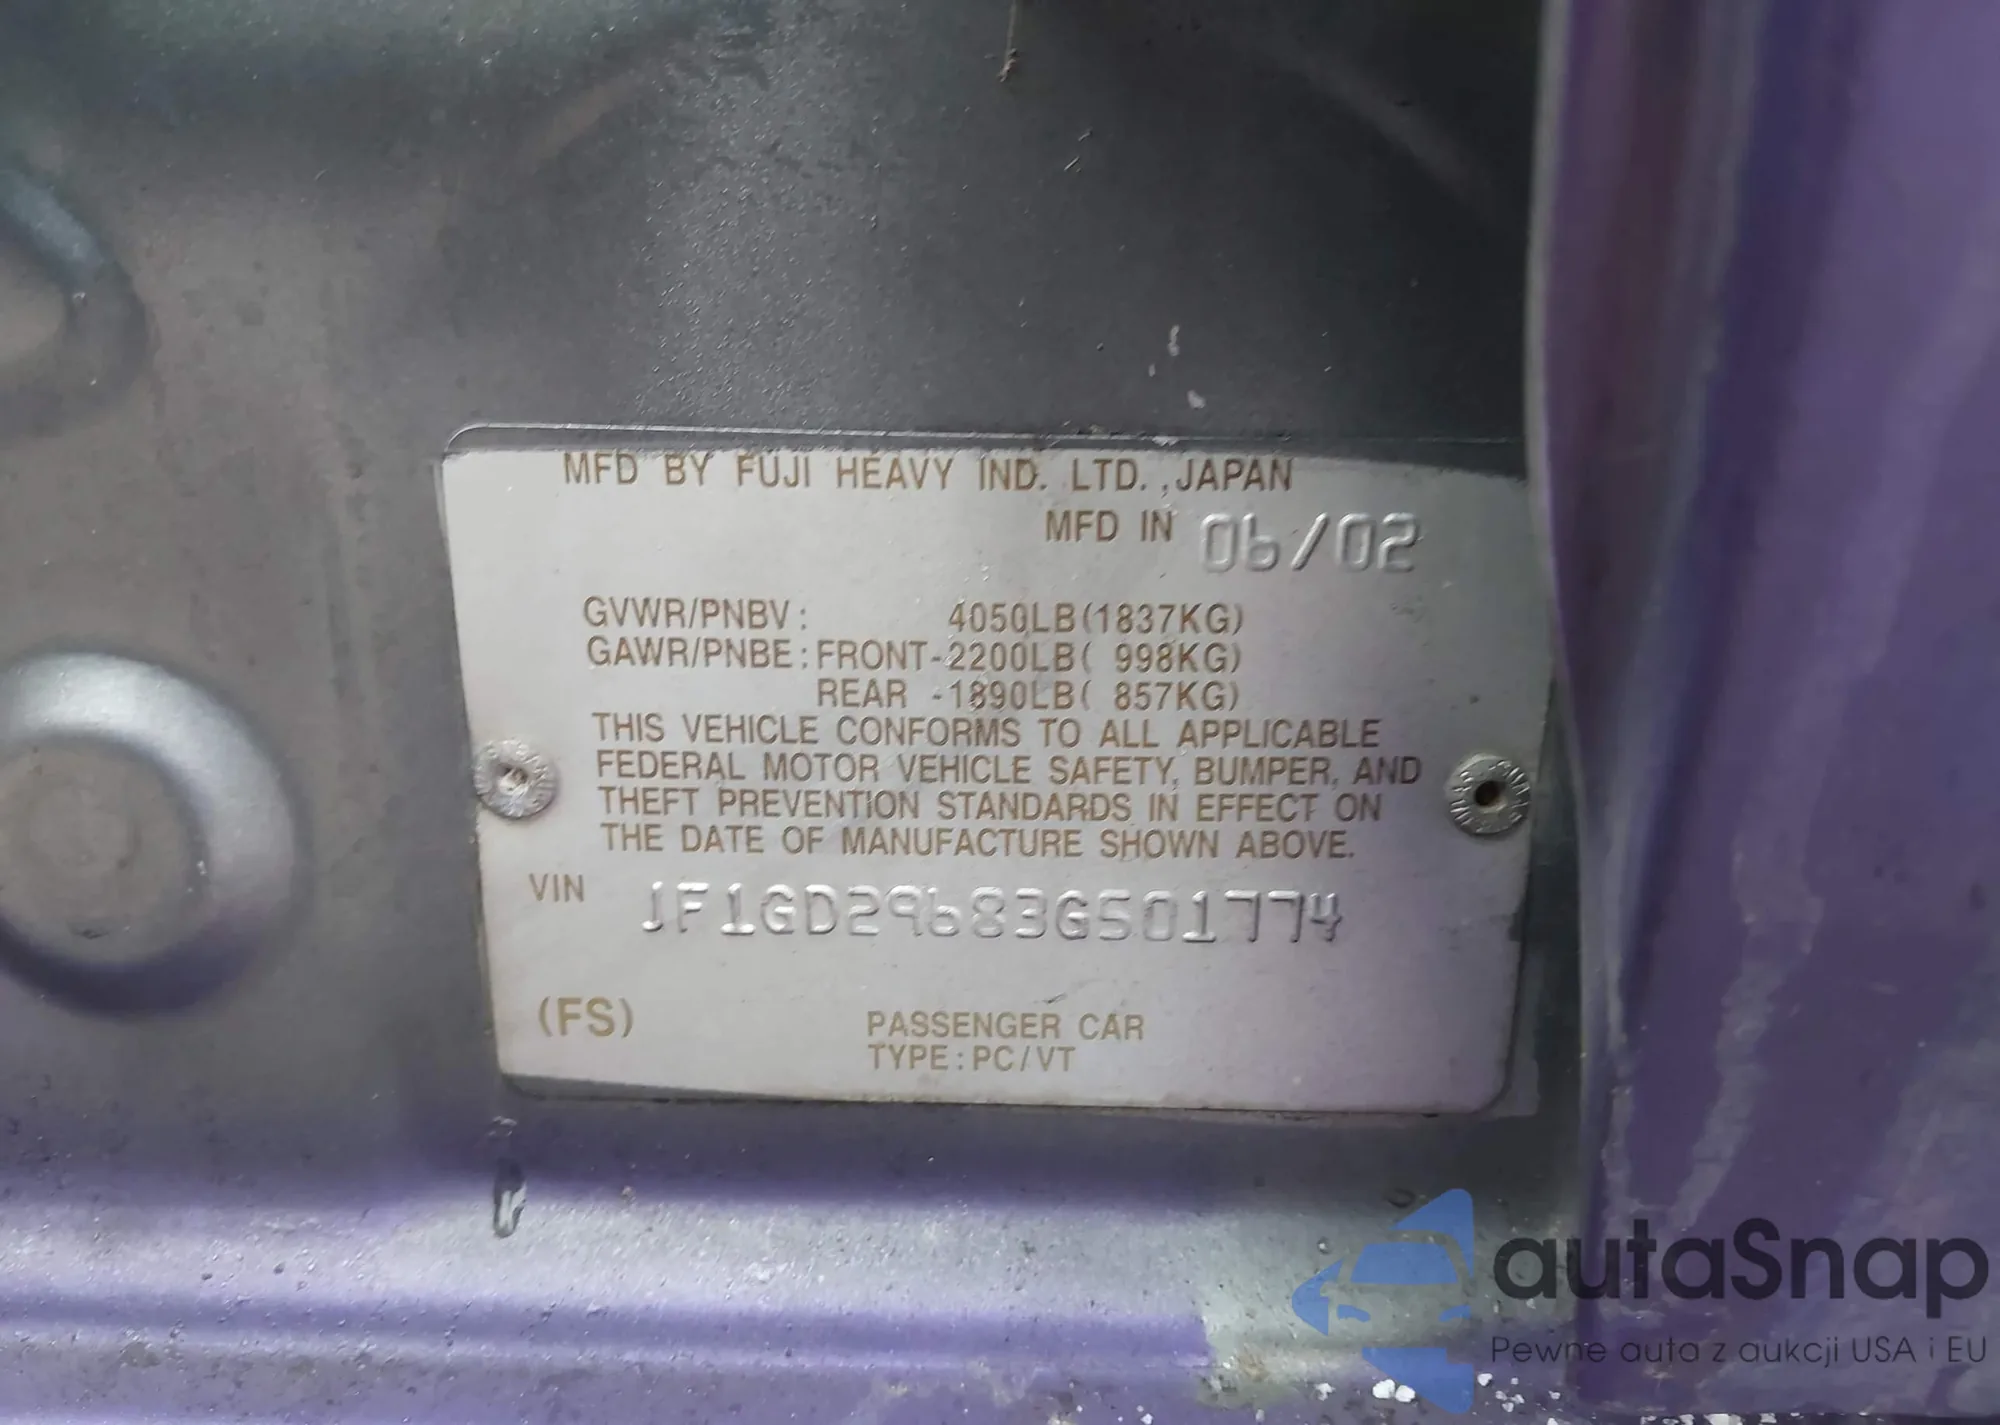 MFD BY FUJI HEAVY IND. LTD.,JAPAN
MFD IN 06/02
GVWR/PNBV: 4050LB(1837KG)
GAWR/PNBE:FRONT-2200LB( 998KG)
REAR -1890LB( 857KG)
THIS VEHICLE CONFORMS TO ALL APPLICABLE
FEDERAL MOTOR VEHICLE SAFETY, BUMPER, AND
THEFT PREVENTION STANDARDS IN EFFECT ON
THE DATE OF MANUFACTURE SHOWN ABOVE.
VIN JF1GD29683G501774
(FS) PASSENGER CAR
TYPE:PC/VT
autaSnap
Pewne auta z aukcji USA i EU